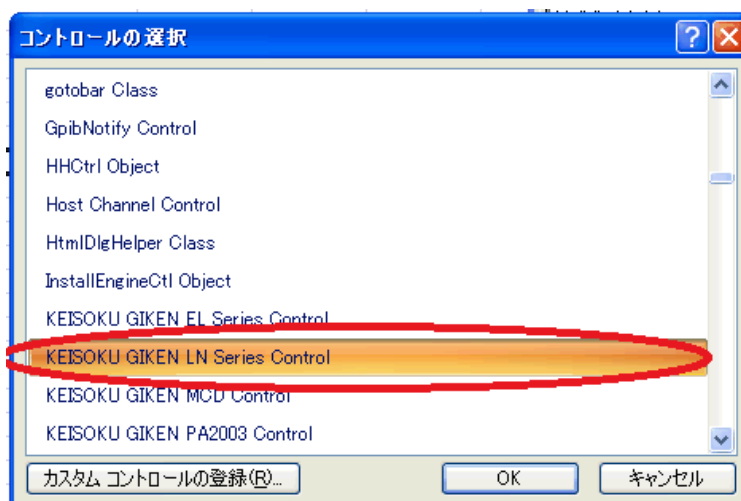 コントロールの選択
gotobar Class
GpibNotify Control
HHCtrl Object
Host Channel Control
HtmlDlgHelper Class
InstallEngineCtl Object
KEISOKU GIKEN EL Series Control
KEISOKU GIKEN LN Series Control
KEISOKU GIKEN MCD Control
KEISOKU GIKEN PA2003 Control
カスタム コントロールの登録(R)... OK キャンセル